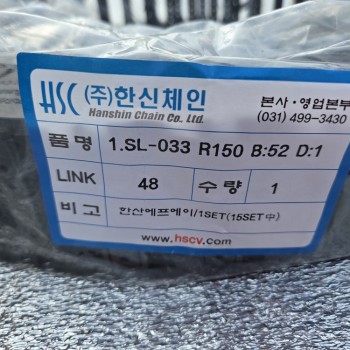 HSC (주)한신체인
Hanshin Chain Co. Ltd.
본사·영업본부
(031) 499-3430
품 명 1.SL-033 R150 B:52 D:1
LINK 48 수 량 1
비 고 한산에프에이/1SET(15SET中)
www.hscv.com